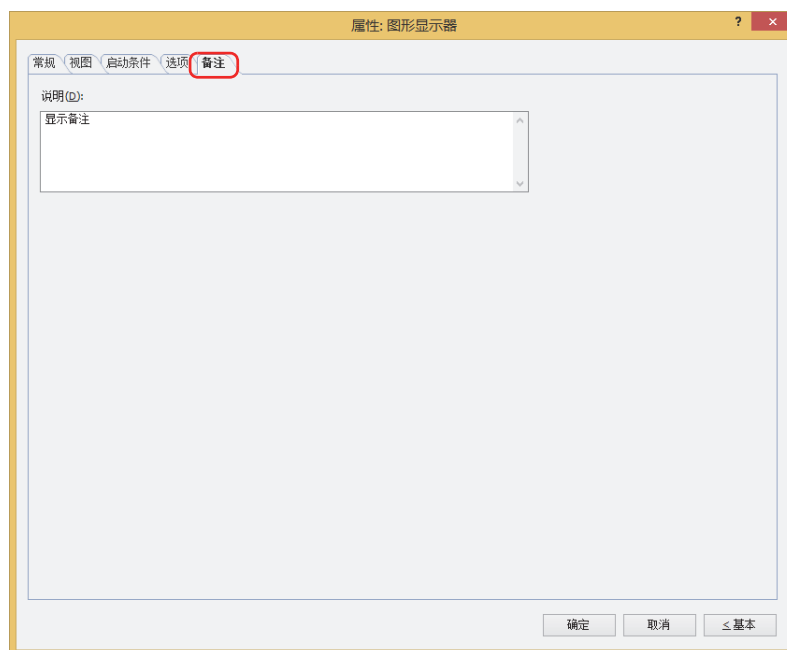 属性: 图形显示器
?
×
常规 视图 启动条件 选项 备注
说明(D):
显示备注
确定 取消 ≤基本